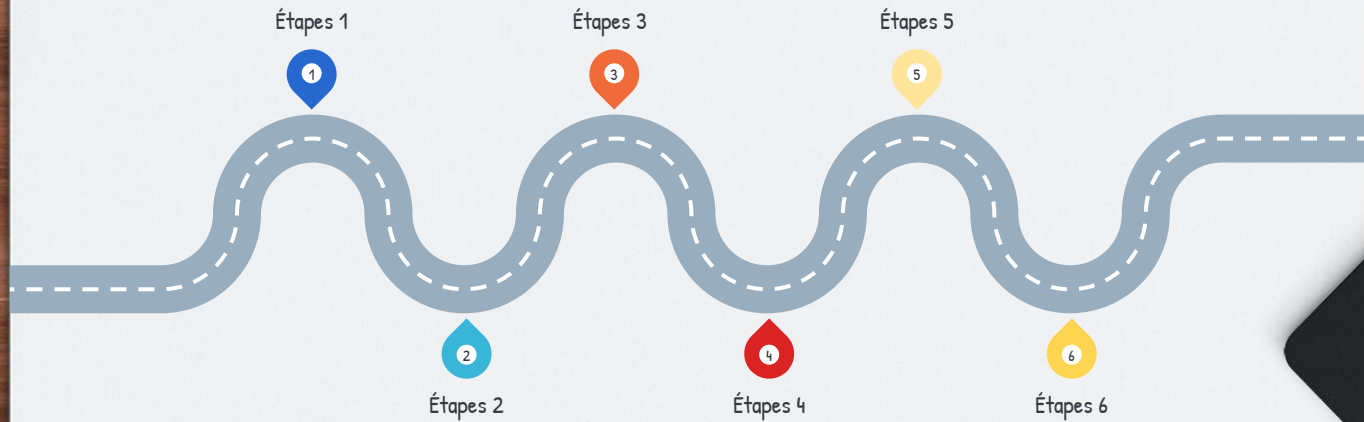 Étapes 1
Étapes 3
Étapes 5
1
3
5
2
4
6
Étapes 2
Étapes 4
Étapes 6